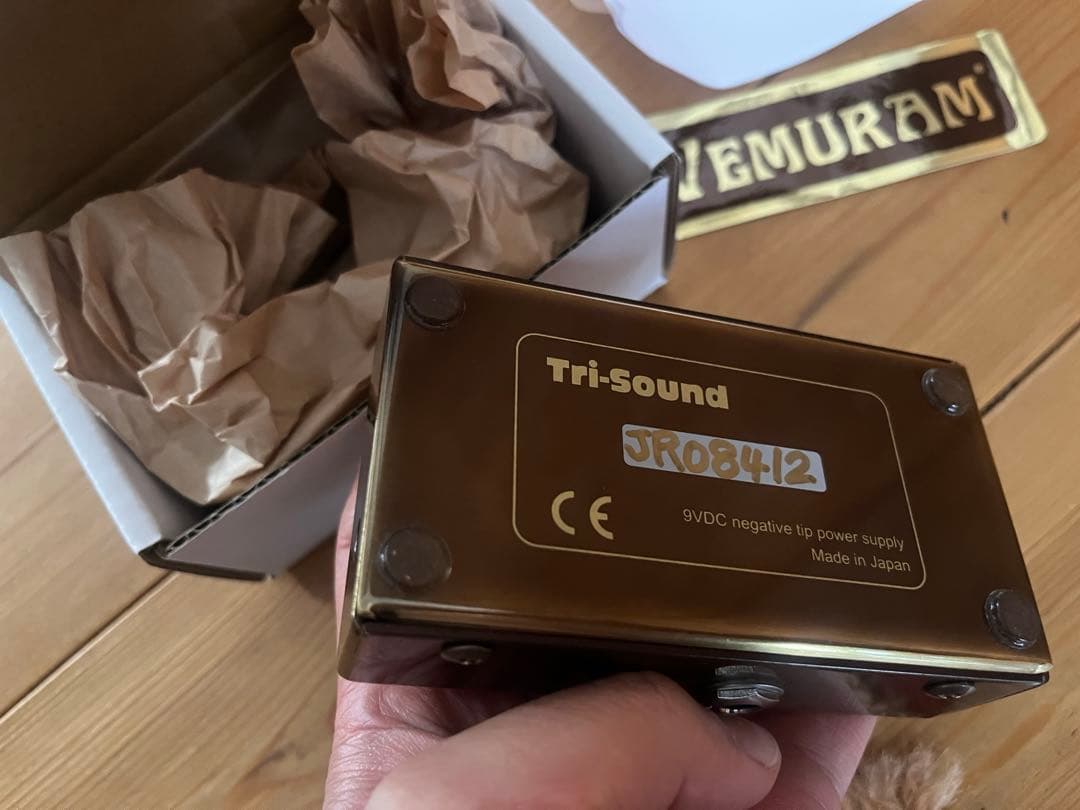 VEMURAM®
Tri-Sound
JR08412
CE
9VDC negative tip power supply
Made in Japan